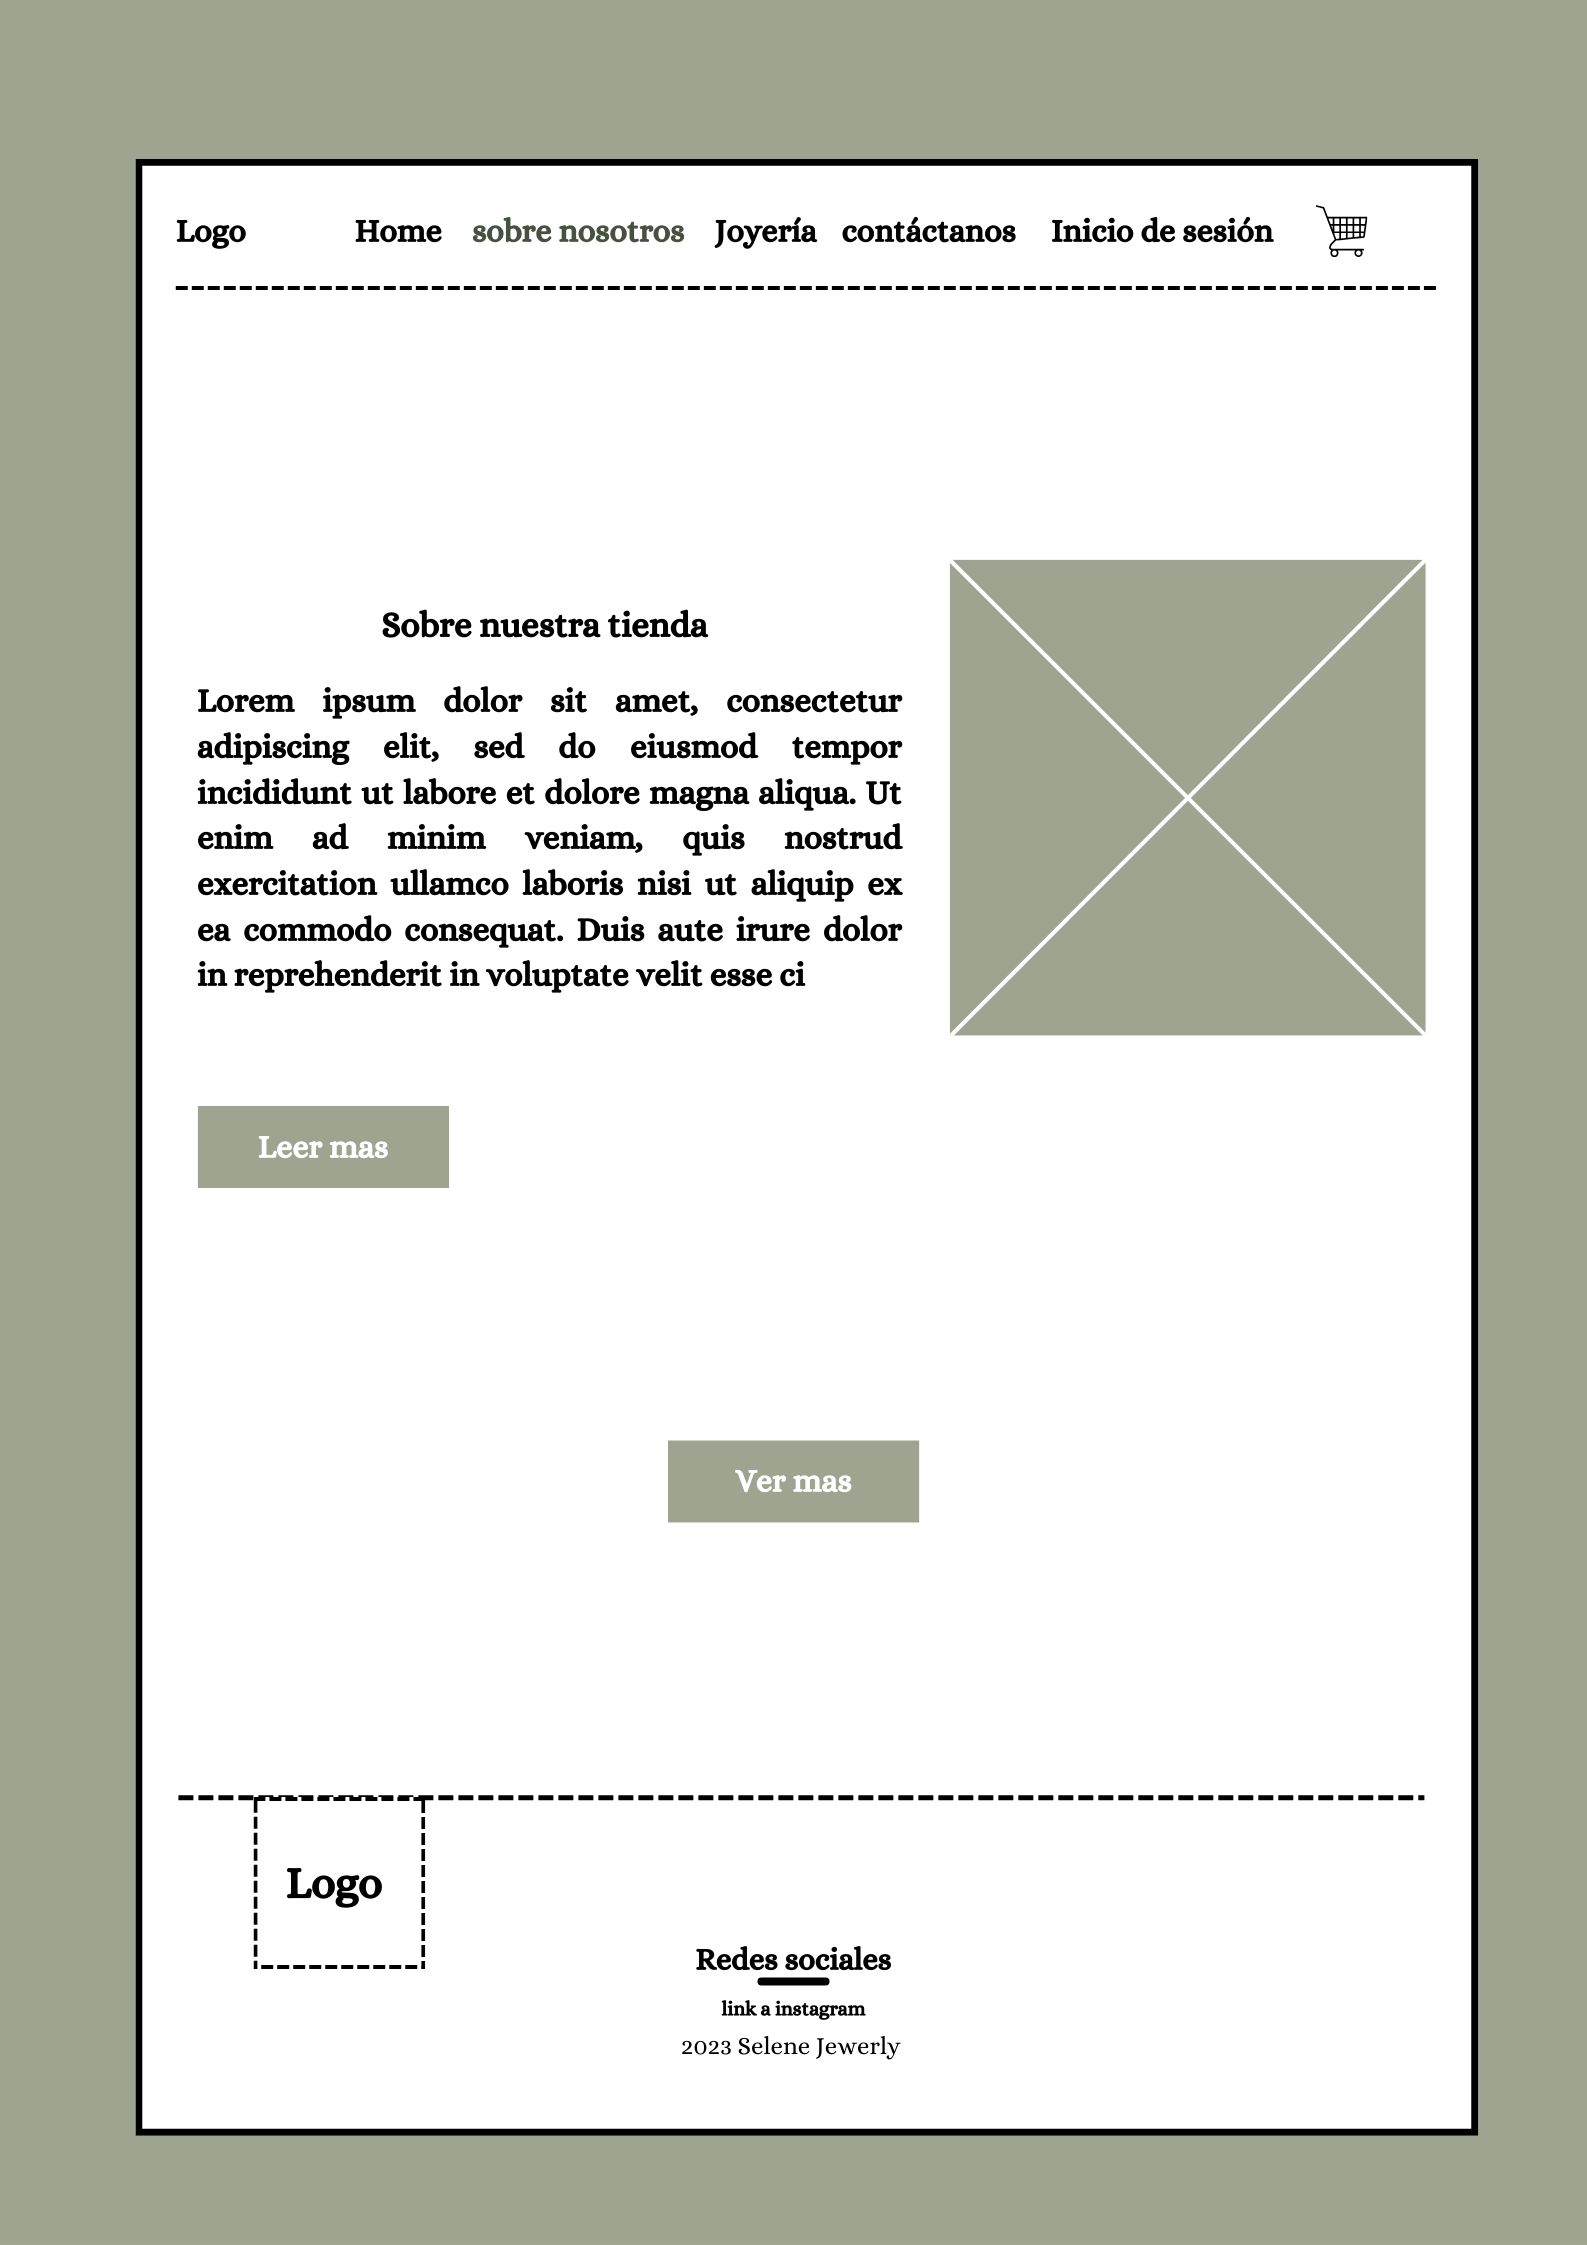 Logo Home sobre nosotros Joyería contáctanos Inicio de sesión
Sobre nuestra tienda
Lorem ipsum dolor sit amet, consectetur
adipiscing elit, sed do eiusmod tempor
incididunt ut labore et dolore magna aliqua. Ut
enim ad minim veniam, quis nostrud
exercitation ullamco laboris nisi ut aliquip ex
ea commodo consequat. Duis aute irure dolor
in reprehenderit in voluptate velit esse ci
Leer mas
Ver mas
Logo
Redes sociales
link a instagram
2023 Selene Jewerly